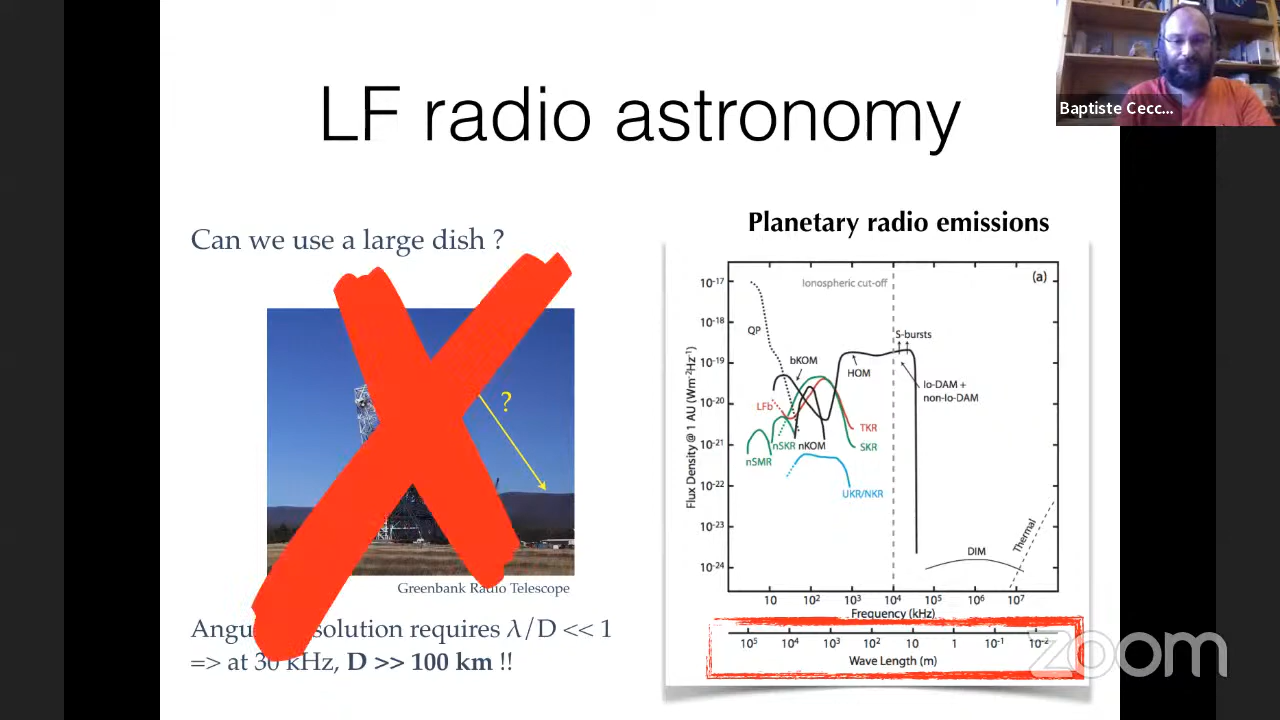 Baptiste Cecc...
LF radio astronomy
Can we use a large dish ?
?
Greenbank Radio Telescope
Angu solution requires λ/D << 1
=> at 30 kHz, D >> 100 km !!
Planetary radio emissions
(a)
Ionospheric cut-off
10⁻¹⁷
10⁻¹⁸
10⁻¹⁹
10⁻²⁰
10⁻²¹
10⁻²²
10⁻²³
10⁻²⁴
Flux Density @ 1 AU (Wm⁻²Hz⁻¹)
QP
bKOM
HOM
S-bursts
Io-DAM +
non-Io-DAM
LFb
TKR
nSKR
nKOM
SKR
nSMR
UKR/NKR
DIM
Thermal
10 10² 10³ 10⁴ 10⁵ 10⁶ 10⁷
Frequency (kHz)
10⁵ 10⁴ 10³ 10² 10 1 10⁻¹ 10⁻²
Wave Length (m)
zoom